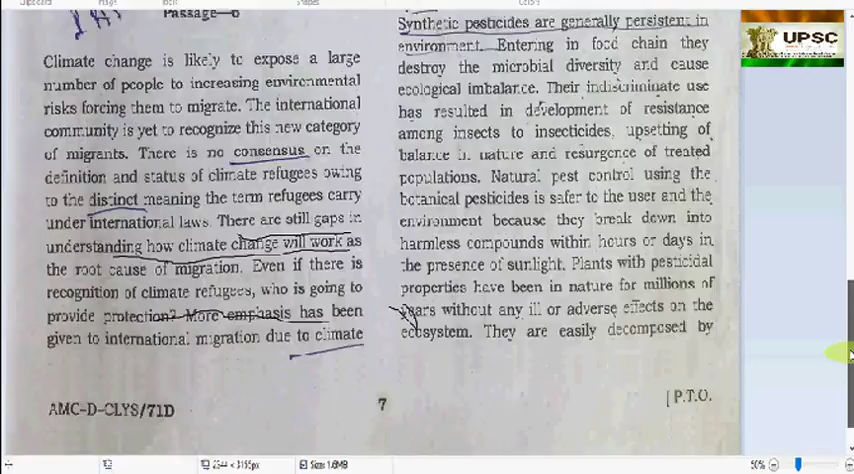 Passage—6
Climate change is likely to expose a large
number of people to increasing environmental
risks forcing them to migrate. The international
community is yet to recognize this new category
of migrants. There is no consensus on the
definition and status of climate refugees owing
to the distinct meaning the term refugees carry
under international laws. There are still gaps in
understanding how climate change will work as
the root cause of migration. Even if there is
recognition of climate refugees, who is going to
provide protection? More emphasis has been
given to international migration due to climate
Synthetic pesticides are generally persistent in
environment. Entering in food chain they
destroy the microbial diversity and cause
ecological imbalance. Their indiscriminate use
has resulted in development of resistance
among insects to insecticides, upsetting of
balance in nature and resurgence of treated
populations. Natural pest control using the
botanical pesticides is safer to the user and the
environment because they break down into
harmless compounds within hours or days in
the presence of sunlight. Plants with pesticidal
properties have been in nature for millions of
years without any ill or adverse effects on the
ecosystem. They are easily decomposed by
AMC-D-CLYS/71D
7
[ P.T.O.
UPSC
Size: 1.6MB
50%